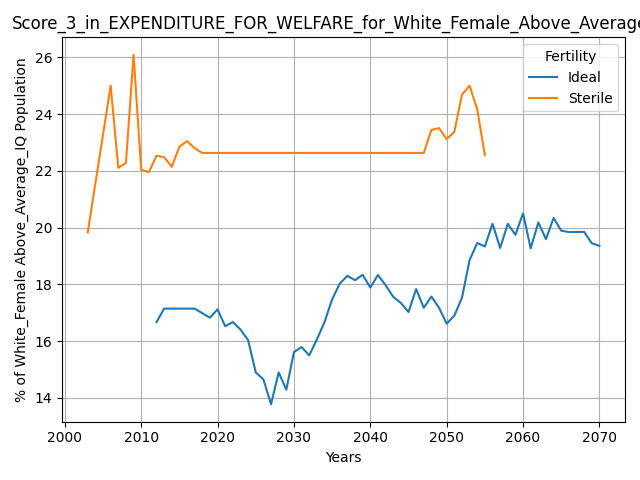 Score_3_in_EXPENDITURE_FOR_WELFARE_for_White_Female_Above_Average
% of White_Female Above_Average_IQ Population
26
24
22
20
18
16
14
Fertility
Ideal
Sterile
2000 2010 2020 2030 2040 2050 2060 2070
Years